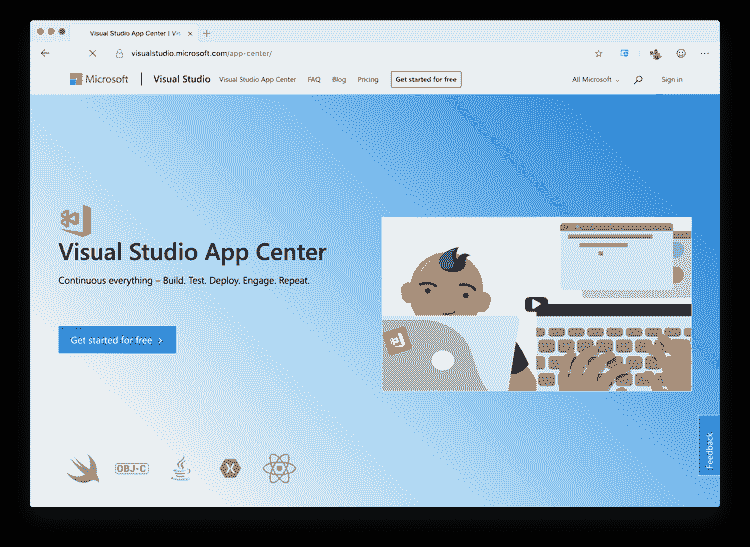 Visual Studio App Center | Vi
visualstudio.microsoft.com/app-center/
Microsoft Visual Studio Visual Studio App Center FAQ Blog Pricing Get started for free All Microsoft Sign in
Visual Studio App Center
Continuous everything – Build. Test. Deploy. Engage. Repeat.
Get started for free
OBJ-C
Feedback